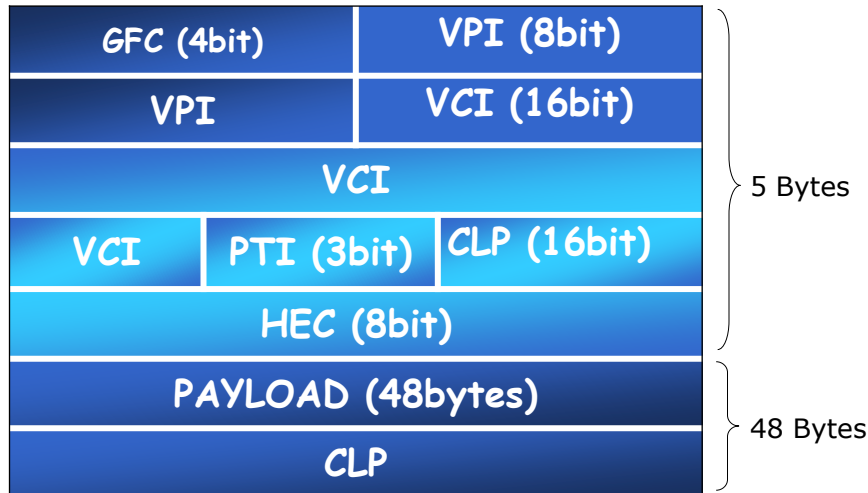 GFC (4bit)
VPI (8bit)
VPI
VCI (16bit)
VCI
5 Bytes
VCI
PTI (3bit)
CLP (16bit)
HEC (8bit)
PAYLOAD (48bytes)
48 Bytes
CLP